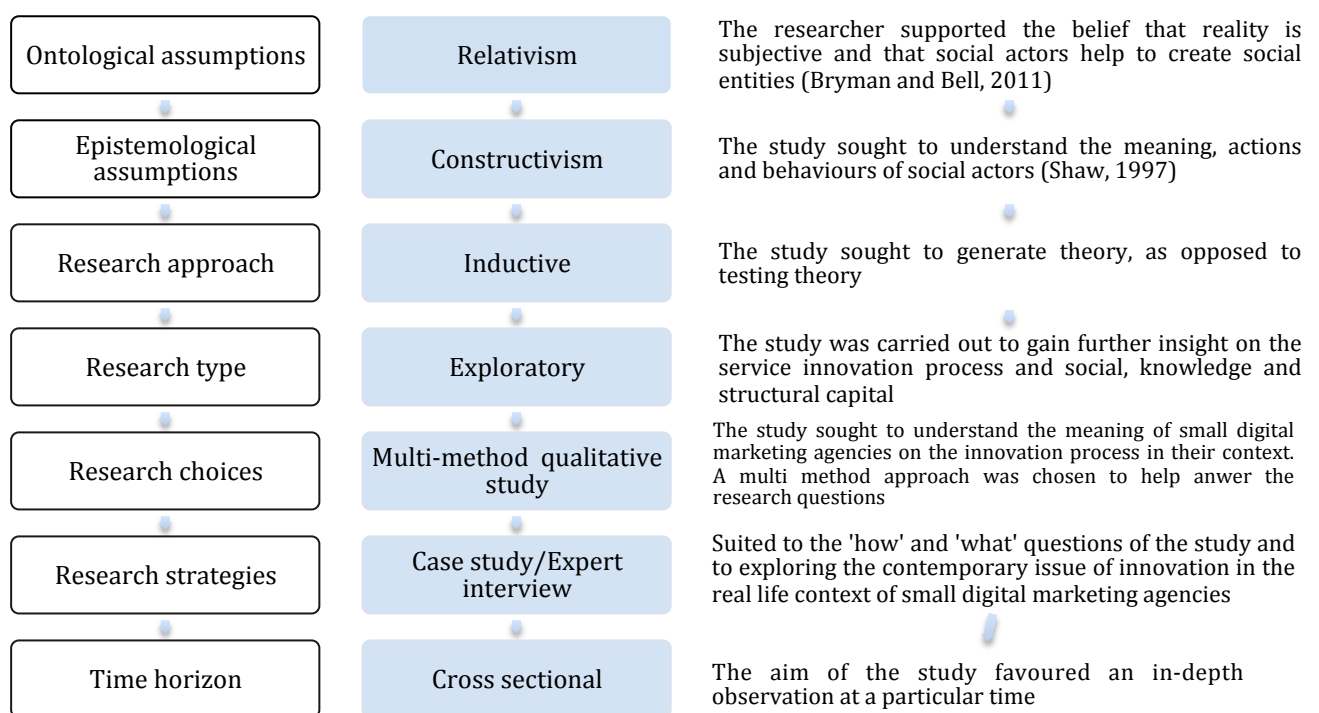 Ontological assumptions
Relativism
The researcher supported the belief that reality is
subjective and that social actors help to create social
entities (Bryman and Bell, 2011)
Epistemological
assumptions
Constructivism
The study sought to understand the meaning, actions
and behaviours of social actors (Shaw, 1997)
Research approach
Inductive
The study sought to generate theory, as opposed to
testing theory
Research type
Exploratory
The study was carried out to gain further insight on the
service innovation process and social, knowledge and
structural capital
Research choices
Multi-method qualitative
study
The study sought to understand the meaning of small digital
marketing agencies on the innovation process in their context.
A multi method approach was chosen to help anwer the
research questions
Research strategies
Case study/Expert
interview
Suited to the 'how' and 'what' questions of the study and
to exploring the contemporary issue of innovation in the
real life context of small digital marketing agencies
Time horizon
Cross sectional
The aim of the study favoured an in-depth
observation at a particular time